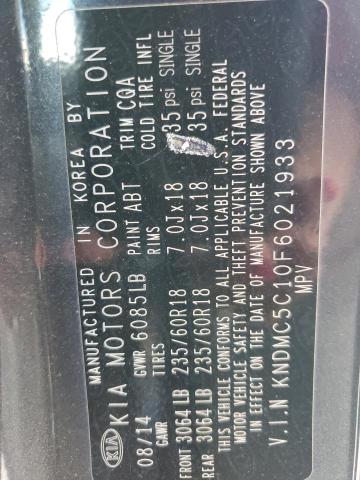 MANUFACTURED IN KOREA BY
KIA KIA MOTORS CORPORATION
08/14 GVWR 6085LB PAINT ABT TRIM CQA
GAWR TIRES RIMS COLD TIRE INFL
FRONT 3064LB 235/60R18 7.0Jx18 35 psi SINGLE
REAR 3064LB 235/60R18 7.0Jx18 35 psi SINGLE
THIS VEHICLE CONFORMS TO ALL APPLICABLE U.S.A. FEDERAL
MOTOR VEHICLE SAFETY AND THEFT PREVENTION STANDARDS
IN EFFECT ON THE DATE OF MANUFACTURE SHOWN ABOVE
V.I.N KNDMC5C10F6021933
MPV